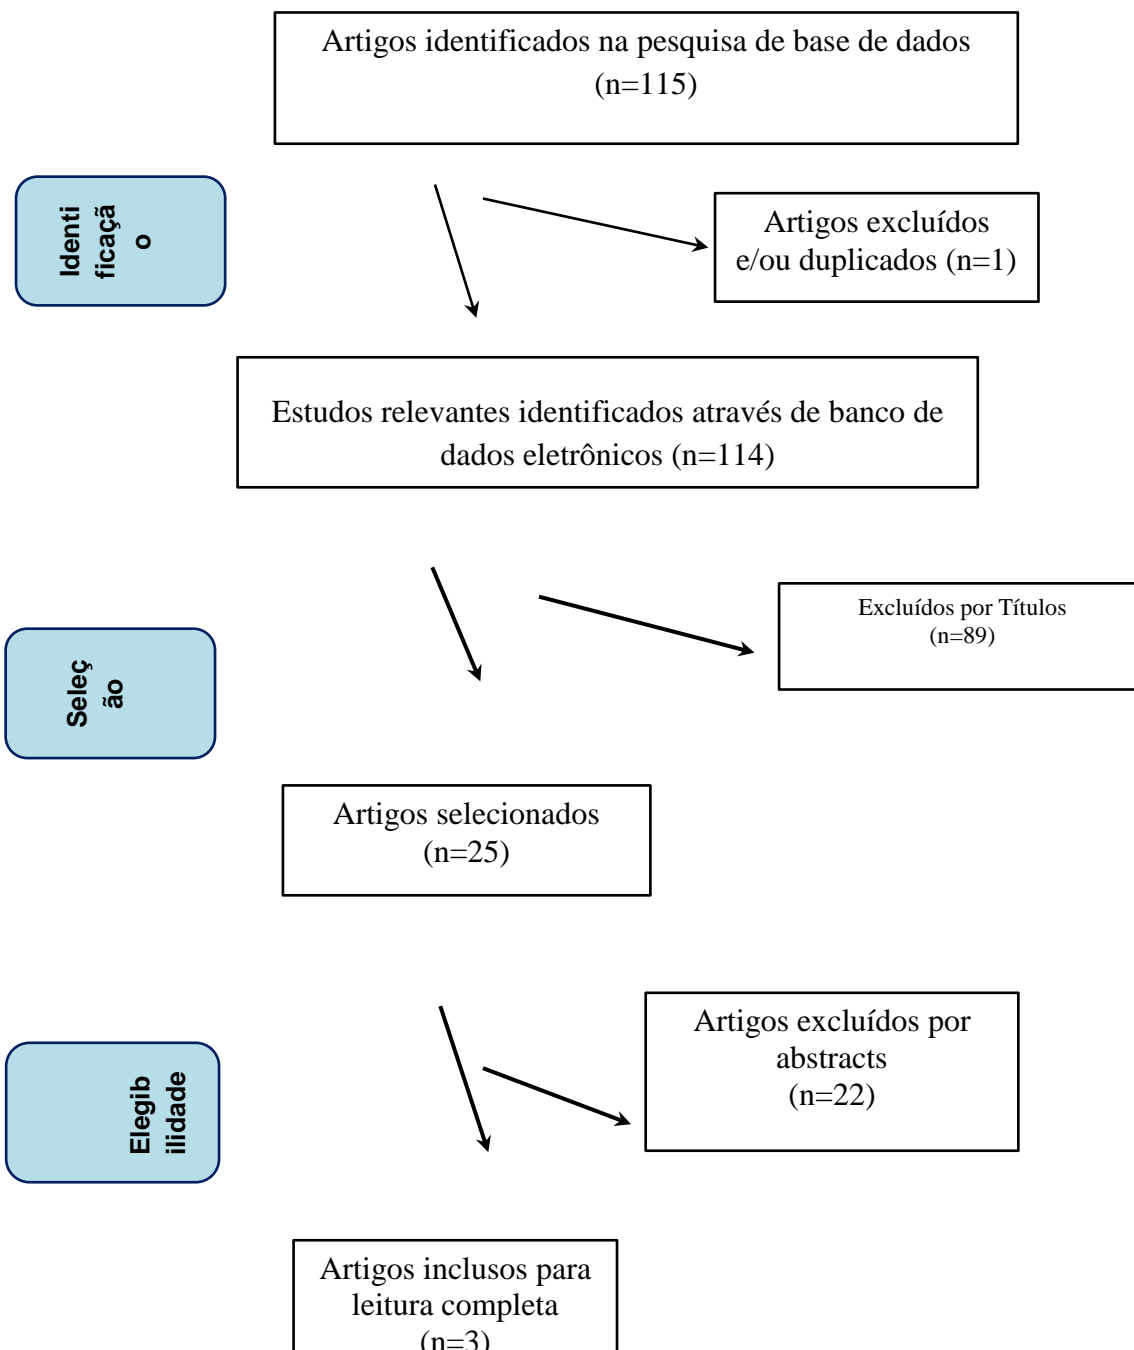 Artigos identificados na pesquisa de base de dados
(n=115)
Identi
ficaçã
o
Artigos excluídos
e/ou duplicados (n=1)
Estudos relevantes identificados através de banco de
dados eletrônicos (n=114)
Excluídos por Títulos
(n=89)
Seleç
ão
Artigos selecionados
(n=25)
Artigos excluídos por
abstracts
(n=22)
Elegib
ilidade
Artigos inclusos para
leitura completa
(n=3)